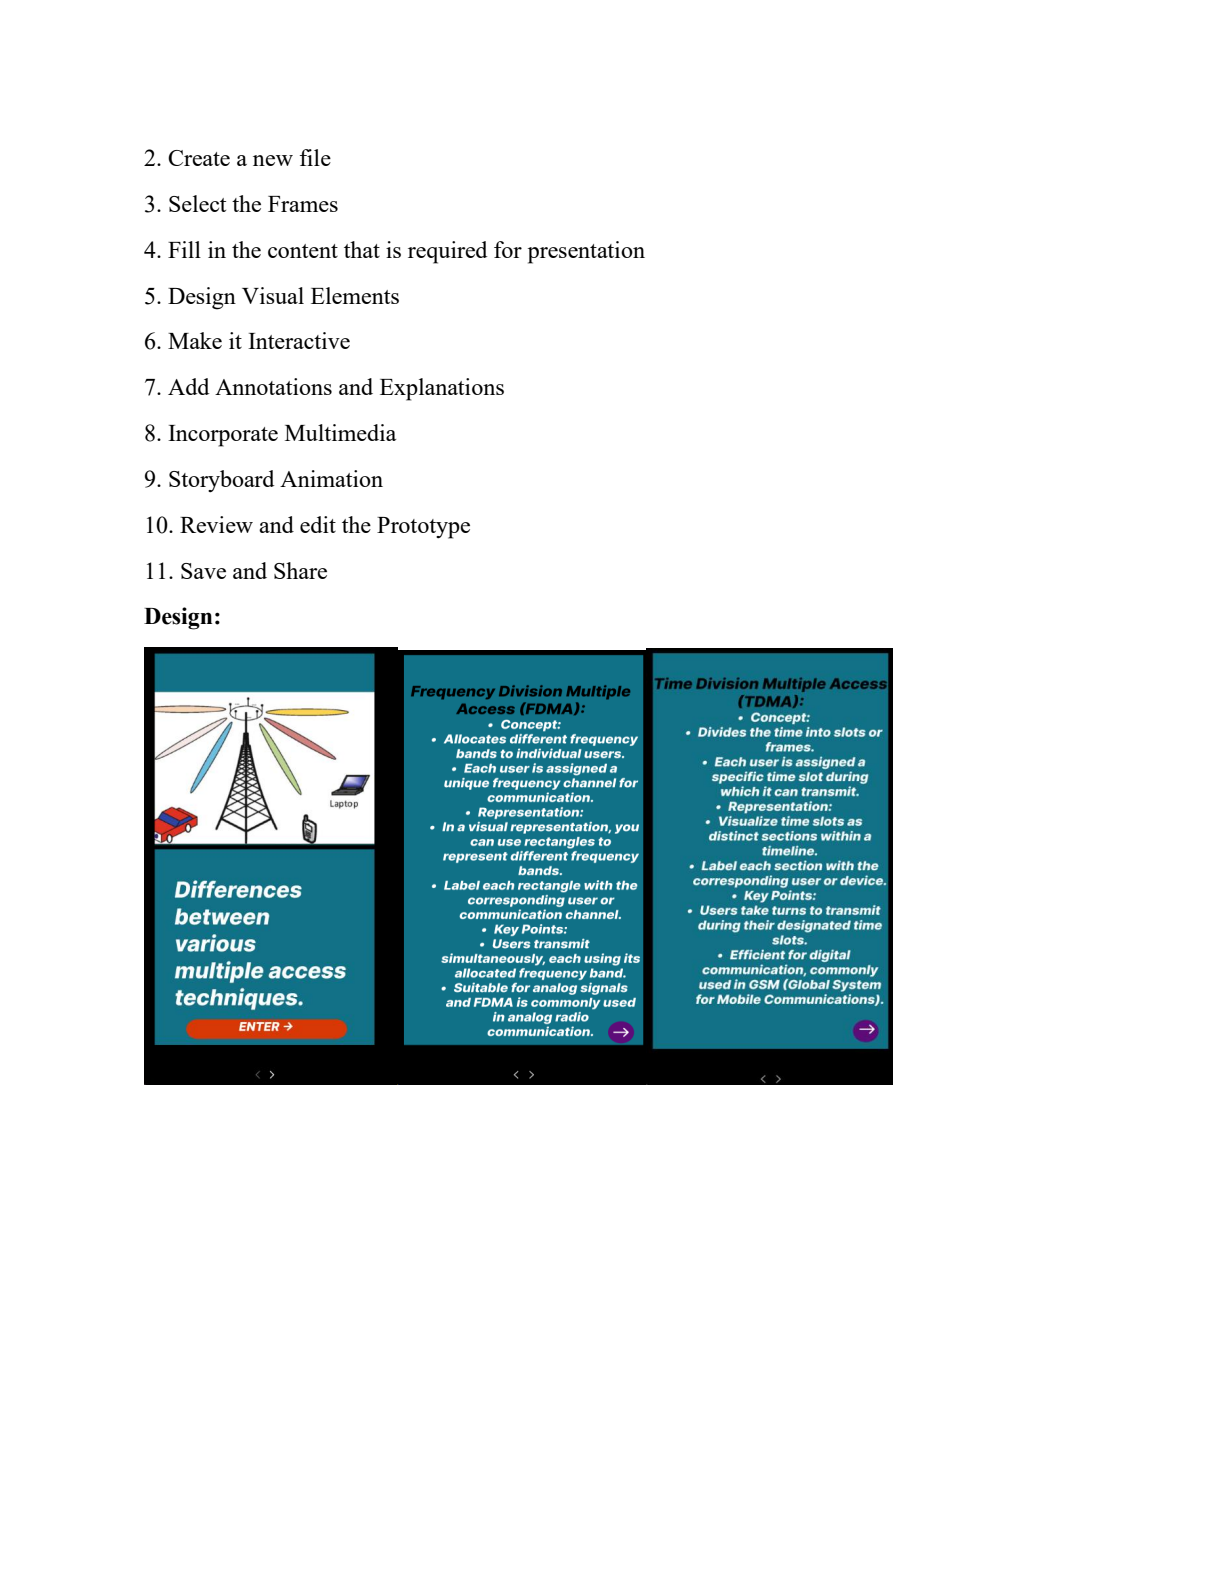 2. Create a new file
3. Select the Frames
4. Fill in the content that is required for presentation
5. Design Visual Elements
6. Make it Interactive
7. Add Annotations and Explanations
8. Incorporate Multimedia
9. Storyboard Animation
10. Review and edit the Prototype
11. Save and Share
Design:
Laptop
Differences
between
various
multiple access
techniques.
ENTER →
Frequency Division Multiple
Access (FDMA):
• Concept:
• Allocates different frequency
bands to individual users.
• Each user is assigned a
unique frequency channel for
communication.
• Representation:
• In a visual representation, you
can use rectangles to
represent different frequency
bands.
• Label each rectangle with the
corresponding user or
communication channel.
• Key Points:
• Users transmit
simultaneously, each using its
allocated frequency band.
• Suitable for analog signals
and FDMA is commonly used
in analog radio
communication.
Time Division Multiple Access
(TDMA):
• Concept:
• Divides the time into slots or
frames.
• Each user is assigned a
specific time slot during
which it can transmit.
• Representation:
• Visualize time slots as
distinct sections within a
timeline.
• Label each section with the
corresponding user or device.
• Key Points:
• Users take turns to transmit
during their designated time
slots.
• Efficient for digital
communication, commonly
used in GSM (Global System
for Mobile Communications).